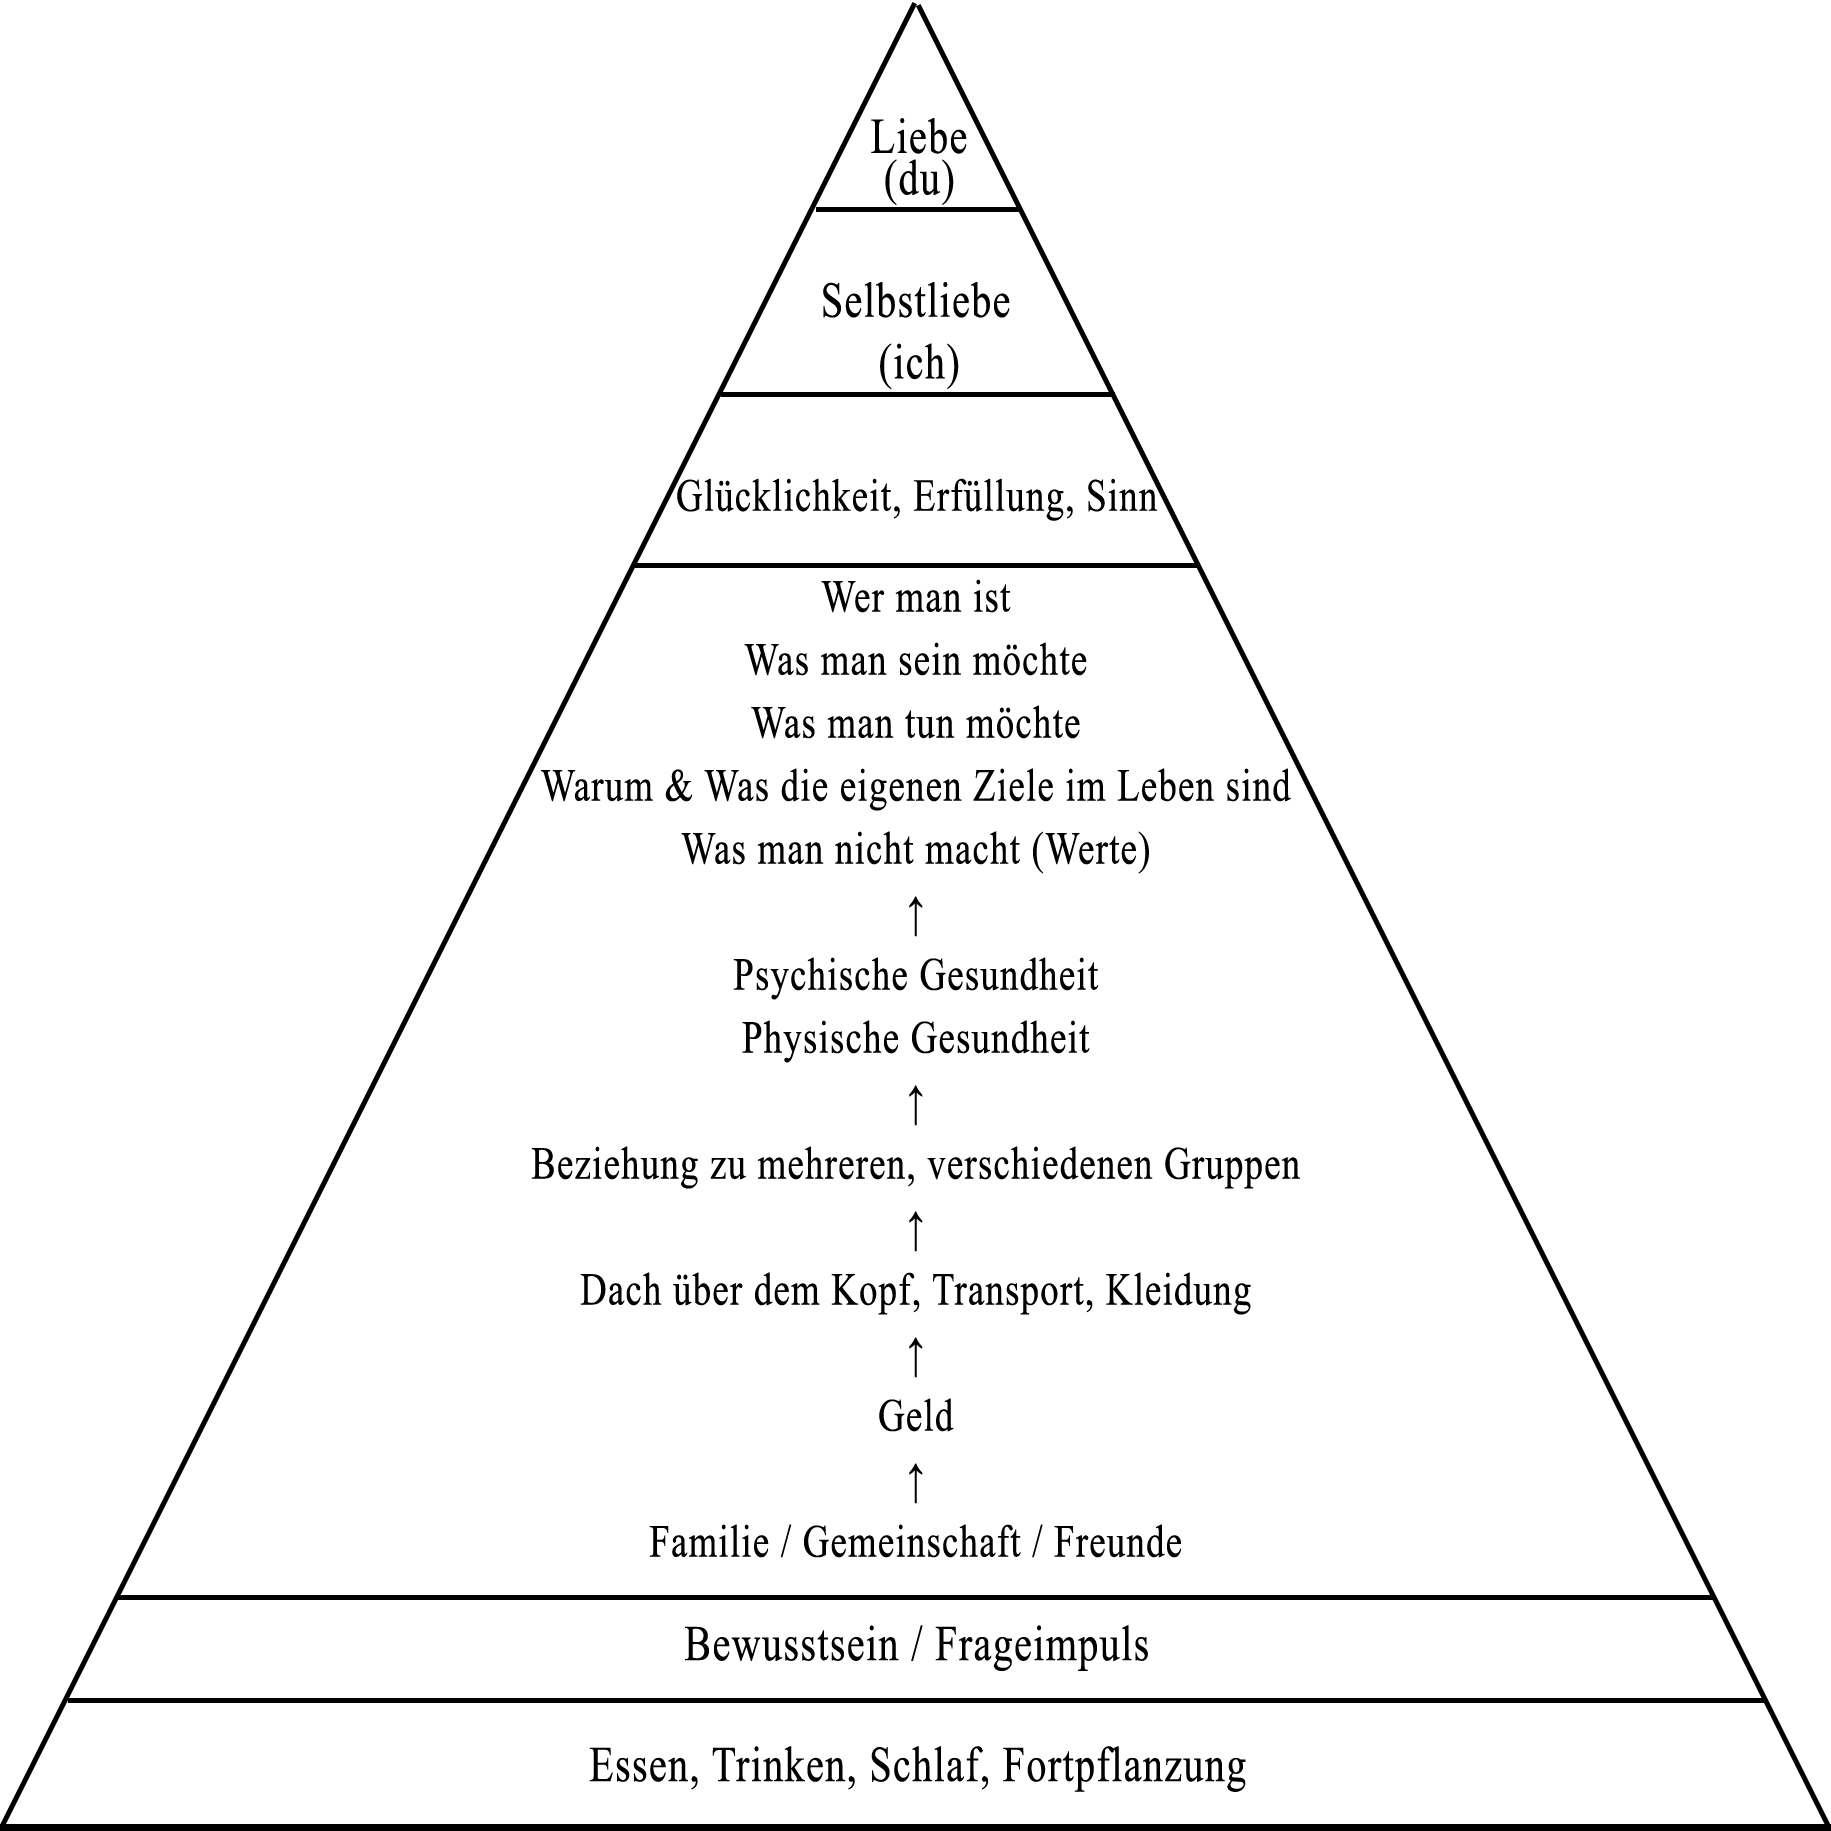 Liebe
(du)
Selbstliebe
(ich)
Glücklichkeit, Erfüllung, Sinn
Wer man ist
Was man sein möchte
Was man tun möchte
Warum & Was die eigenen Ziele im Leben sind
Was man nicht macht (Werte)
↑
Psychische Gesundheit
Physische Gesundheit
↑
Beziehung zu mehreren, verschiedenen Gruppen
↑
Dach über dem Kopf, Transport, Kleidung
↑
Geld
↑
Familie / Gemeinschaft / Freunde
Bewusstsein / Frageimpuls
Essen, Trinken, Schlaf, Fortpflanzung